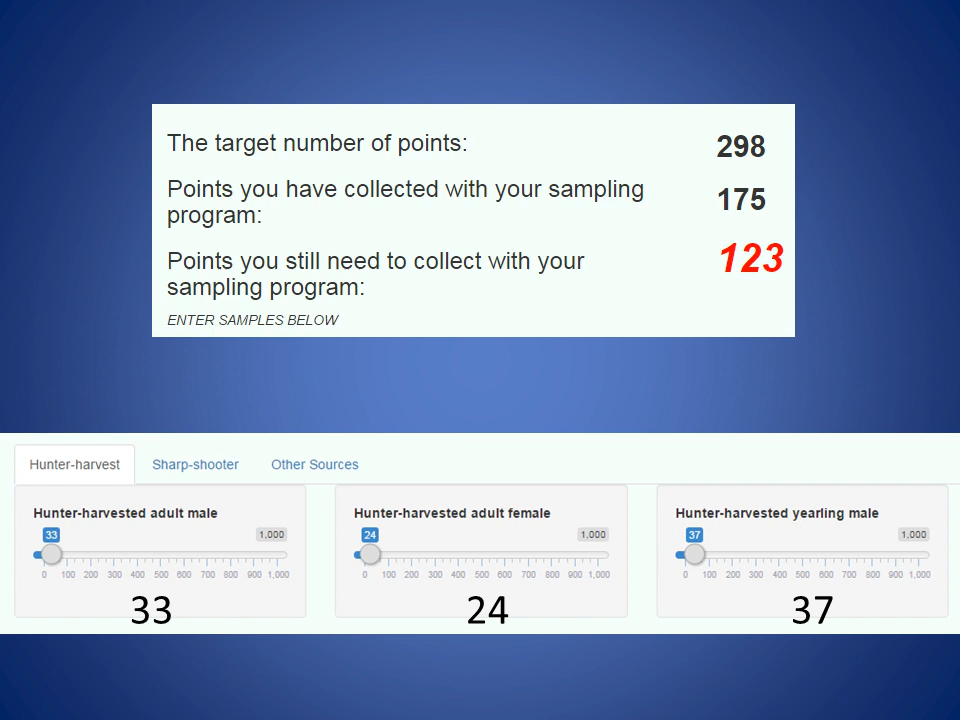 The target number of points: 298
Points you have collected with your sampling
program: 175
Points you still need to collect with your
sampling program: 123
ENTER SAMPLES BELOW
Hunter-harvest Sharp-shooter Other Sources
Hunter-harvested adult male
33 1,000
0 100 200 300 400 500 600 700 800 900 1,000
33
Hunter-harvested adult female
24 1,000
0 100 200 300 400 500 600 700 800 900 1,000
24
Hunter-harvested yearling male
37 1,000
0 100 200 300 400 500 600 700 800 900 1,000
37